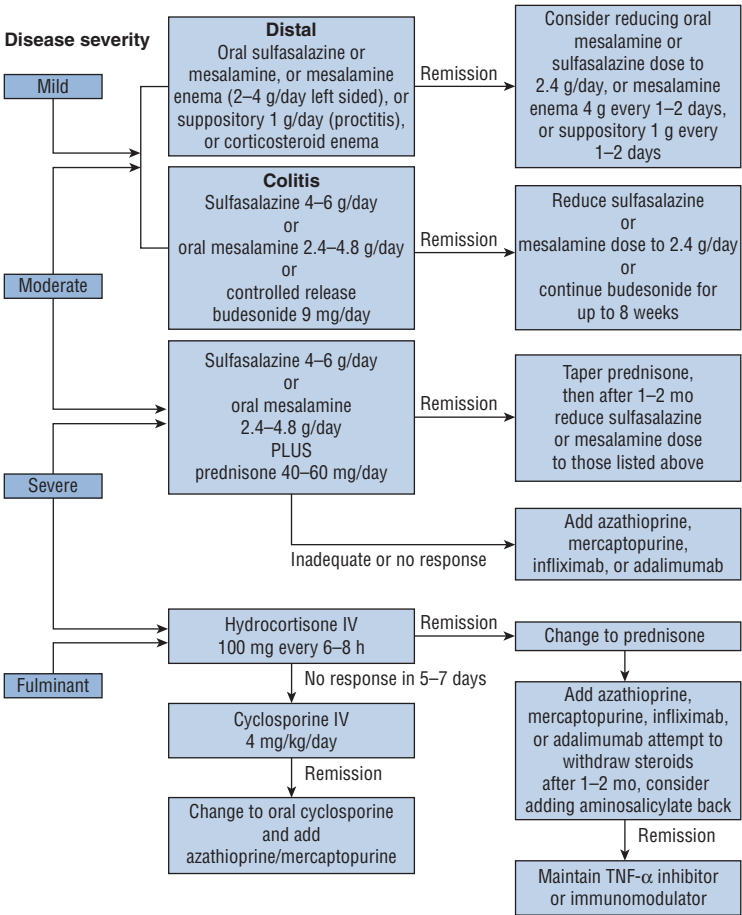 Disease severity
Mild
Moderate
Severe
Fulminant
Distal
Oral sulfasalazine or
mesalamine, or mesalamine
enema (2–4 g/day left sided), or
suppository 1 g/day (proctitis),
or corticosteroid enema
Remission
Consider reducing oral
mesalamine or
sulfasalazine dose to
2.4 g/day, or mesalamine
enema 4 g every 1–2 days,
or suppository 1 g every
1–2 days
Colitis
Sulfasalazine 4–6 g/day
or
oral mesalamine 2.4–4.8 g/day
or
controlled release
budesonide 9 mg/day
Remission
Reduce sulfasalazine
or
mesalamine dose to 2.4 g/day
or
continue budesonide for
up to 8 weeks
Sulfasalazine 4–6 g/day
or
oral mesalamine
2.4–4.8 g/day
PLUS
prednisone 40–60 mg/day
Remission
Taper prednisone,
then after 1–2 mo
reduce sulfasalazine
or mesalamine dose
to those listed above
Inadequate or no response
Add azathioprine,
mercaptopurine,
infliximab, or adalimumab
Hydrocortisone IV
100 mg every 6–8 h
Remission
Change to prednisone
No response in 5–7 days
Cyclosporine IV
4 mg/kg/day
Remission
Change to oral cyclosporine
and add
azathioprine/mercaptopurine
Add azathioprine,
mercaptopurine, infliximab,
or adalimumab attempt to
withdraw steroids
after 1–2 mo, consider
adding aminosalicylate back
Remission
Maintain TNF-α inhibitor
or immunomodulator